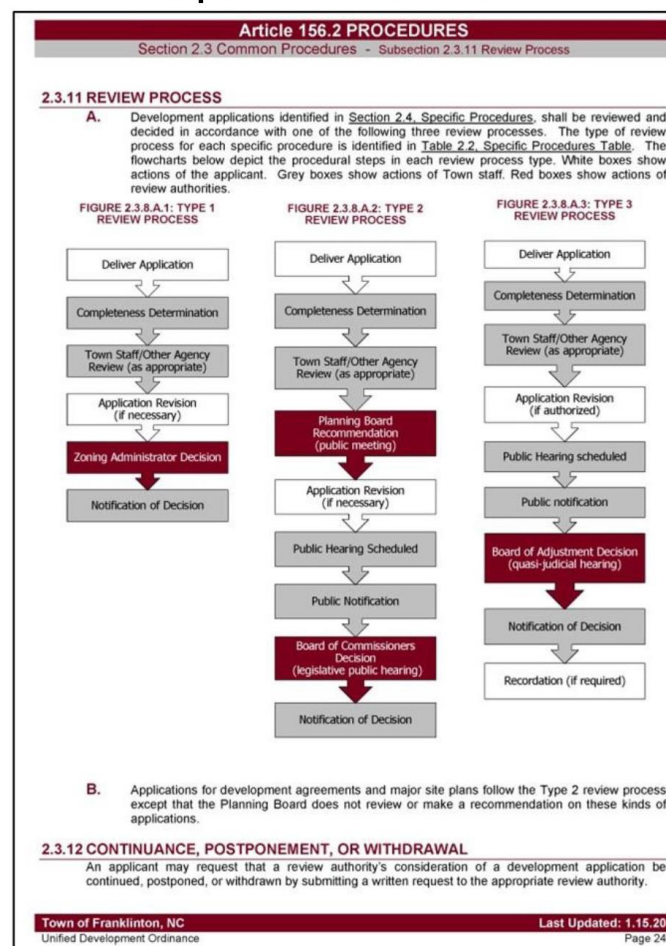 Article 156.2 PROCEDURES
Section 2.3 Common Procedures - Subsection 2.3.11 Review Process
2.3.11 REVIEW PROCESS
A. Development applications identified in Section 2.4, Specific Procedures, shall be reviewed and
decided in accordance with one of the following three review processes. The type of review
process for each specific procedure is identified in Table 2.2, Specific Procedures Table. The
flowcharts below depict the procedural steps in each review process type. White boxes show
actions of the applicant. Grey boxes show actions of Town staff. Red boxes show actions of
review authorities.
FIGURE 2.3.8.A.1: TYPE 1
REVIEW PROCESS
Deliver Application
Completeness Determination
Town Staff/Other Agency
Review (as appropriate)
Application Revision
(if necessary)
Zoning Administrator Decision
Notification of Decision
FIGURE 2.3.8.A.2: TYPE 2
REVIEW PROCESS
Deliver Application
Completeness Determination
Town Staff/Other Agency
Review (as appropriate)
Planning Board
Recommendation
(public meeting)
Application Revision
(if necessary)
Public Hearing Scheduled
Public Notification
Board of Commissioners
Decision
(legislative public hearing)
Notification of Decision
FIGURE 2.3.8.A.3: TYPE 3
REVIEW PROCESS
Deliver Application
Completeness Determination
Town Staff/Other Agency
Review (as appropriate)
Application Revision
(if authorized)
Public Hearing scheduled
Public notification
Board of Adjustment Decision
(quasi-judicial hearing)
Notification of Decision
Recordation (if required)
B. Applications for development agreements and major site plans follow the Type 2 review process
except that the Planning Board does not review or make a recommendation on these kinds of
applications.
2.3.12 CONTINUANCE, POSTPONEMENT, OR WITHDRAWAL
An applicant may request that a review authority's consideration of a development application be
continued, postponed, or withdrawn by submitting a written request to the appropriate review authority.
Town of Franklinton, NC
Last Updated: 1.15.20
Unified Development Ordinance
Page 24